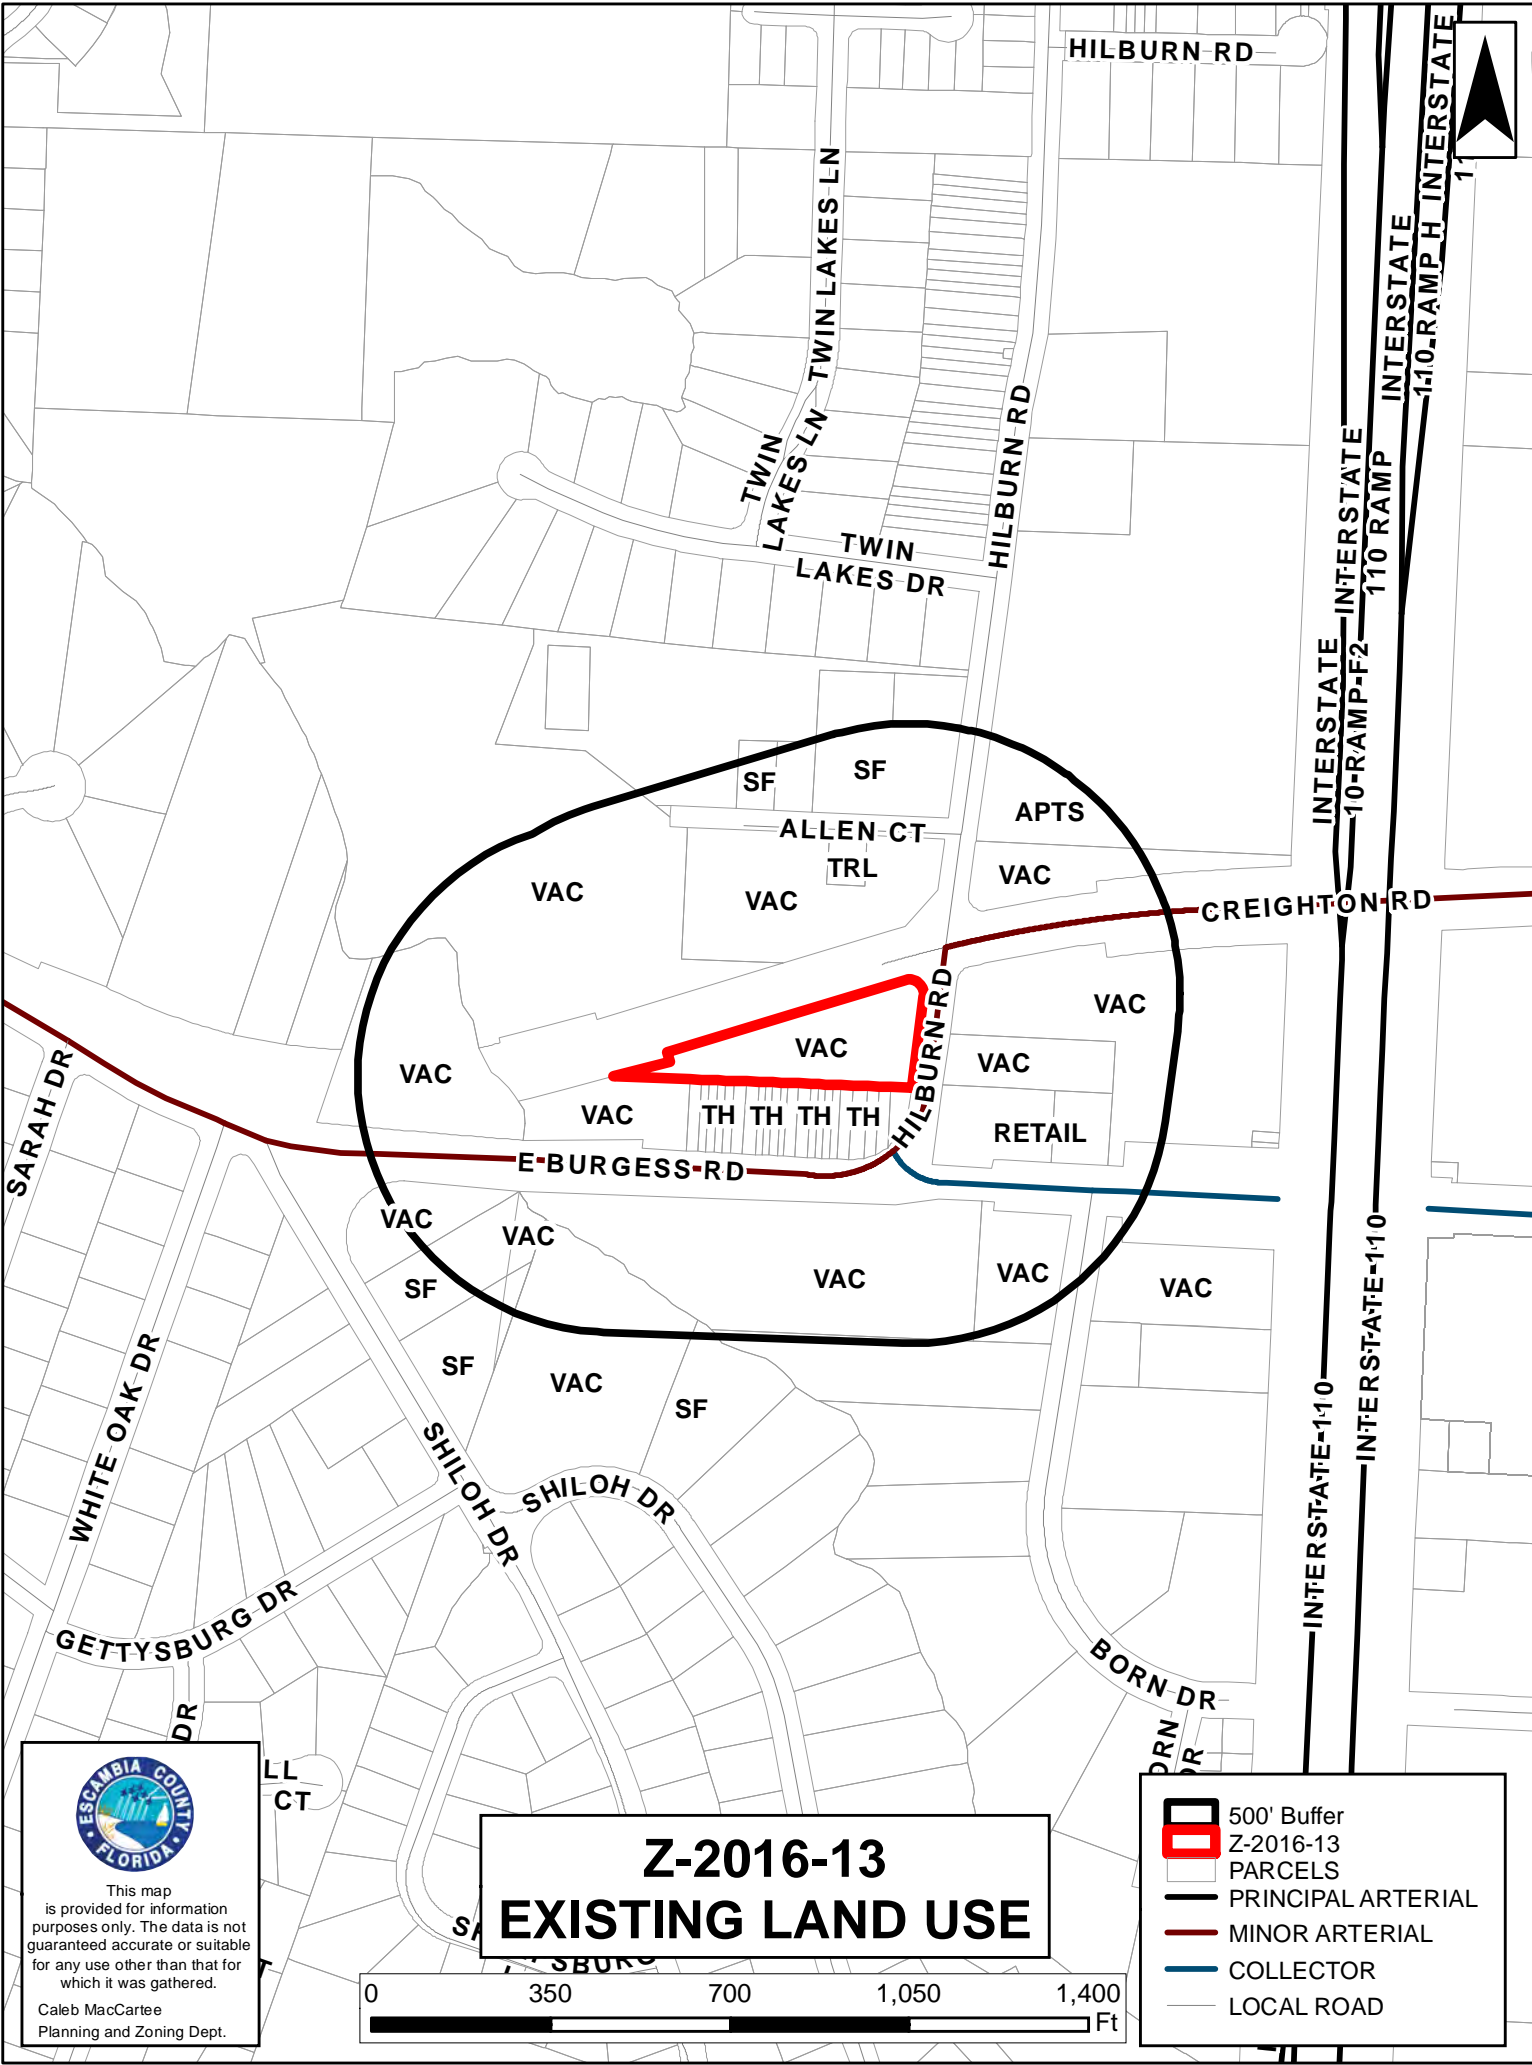 HILBURN RD
INTERSTATE
110 RAMP H
INTERSTATE
11
TWIN LAKES LN
TWIN LAKES LN
HILBURN RD
INTERSTATE
110 RAMP
INTERSTATE
TWIN
LAKES DR
INTERSTATE
10 RAMP F2
SF
SF
APTS
ALLEN CT
TRL
VAC
VAC
VAC
CREIGHTON RD
HILBURN RD
VAC
VAC
VAC
VAC
SARAH DR
VAC
TH
TH
TH
TH
RETAIL
E BURGESS RD
VAC
VAC
SF
VAC
VAC
VAC
INTERSTATE-110
INTERSTATE-110
SF
VAC
SF
WHITE OAK DR
SHILOH DR
SHILOH DR
GETTYSBURG DR
BORN DR
DR
LL
CT
ORN
DR
ESCAMBIA COUNTY
FLORIDA
This map
is provided for information
purposes only. The data is not
guaranteed accurate or suitable
for any use other than that for
which it was gathered.
Caleb MacCartee
Planning and Zoning Dept.
Z-2016-13
EXISTING LAND USE
SBURG
0 350 700 1,050 1,400
Ft
500' Buffer
Z-2016-13
PARCELS
PRINCIPAL ARTERIAL
MINOR ARTERIAL
COLLECTOR
LOCAL ROAD